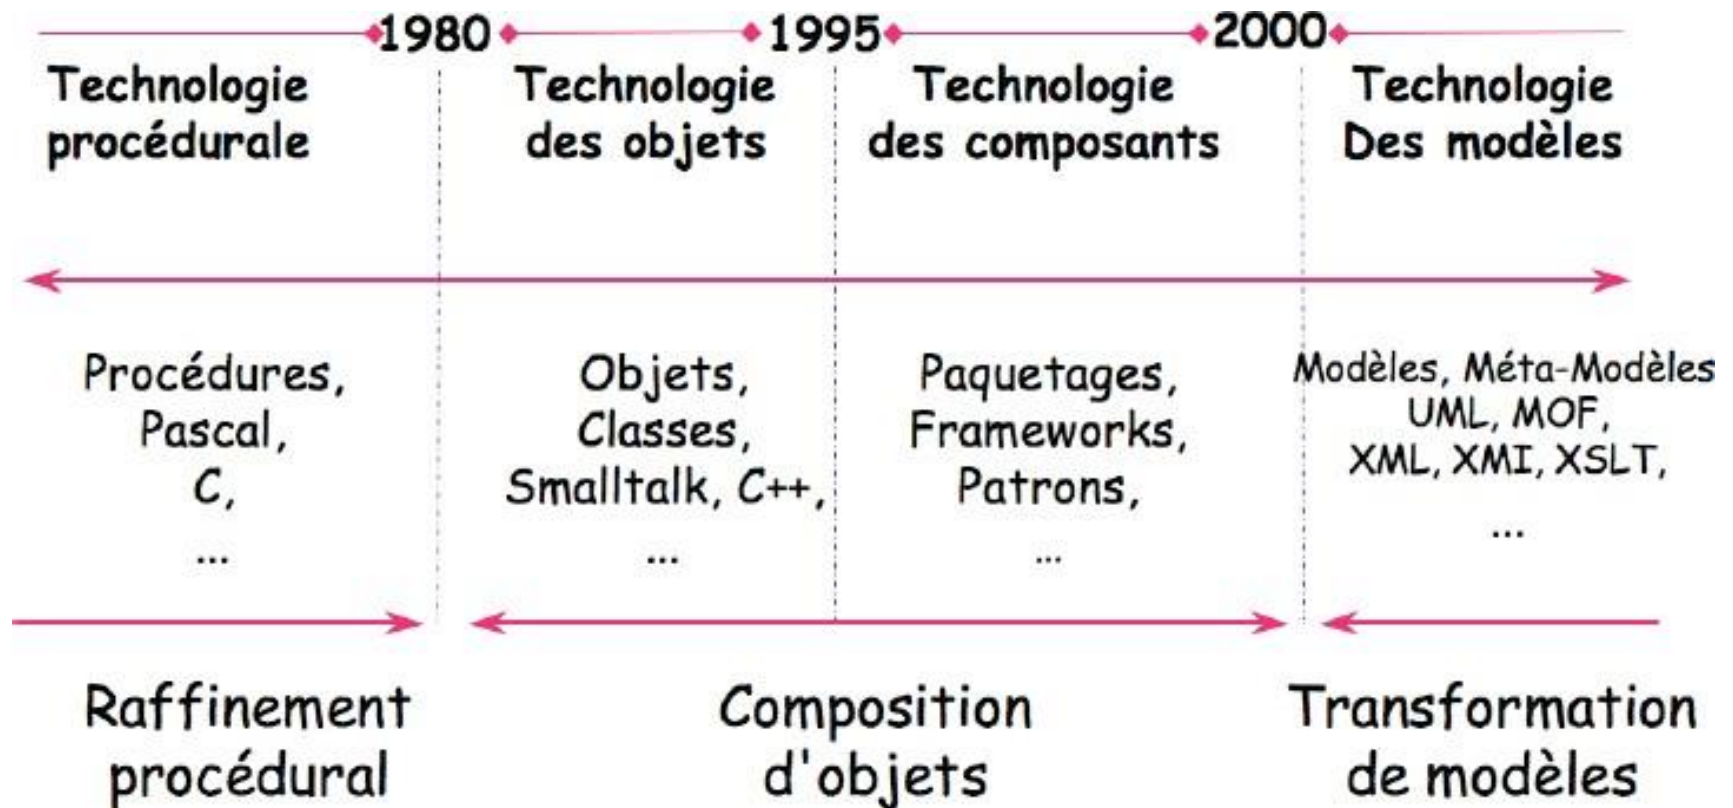 1980 1995 2000
Technologie
procédurale
Technologie
des objets
Technologie
des composants
Technologie
Des modèles
Procédures,
Pascal,
C,
...
Objets,
Classes,
Smalltalk, C++,
...
Paquetages,
Frameworks,
Patrons,
...
Modèles, Méta-Modèles
UML, MOF,
XML, XMI, XSLT,
...
Raffinement
procédural
Composition
d'objets
Transformation
de modèles